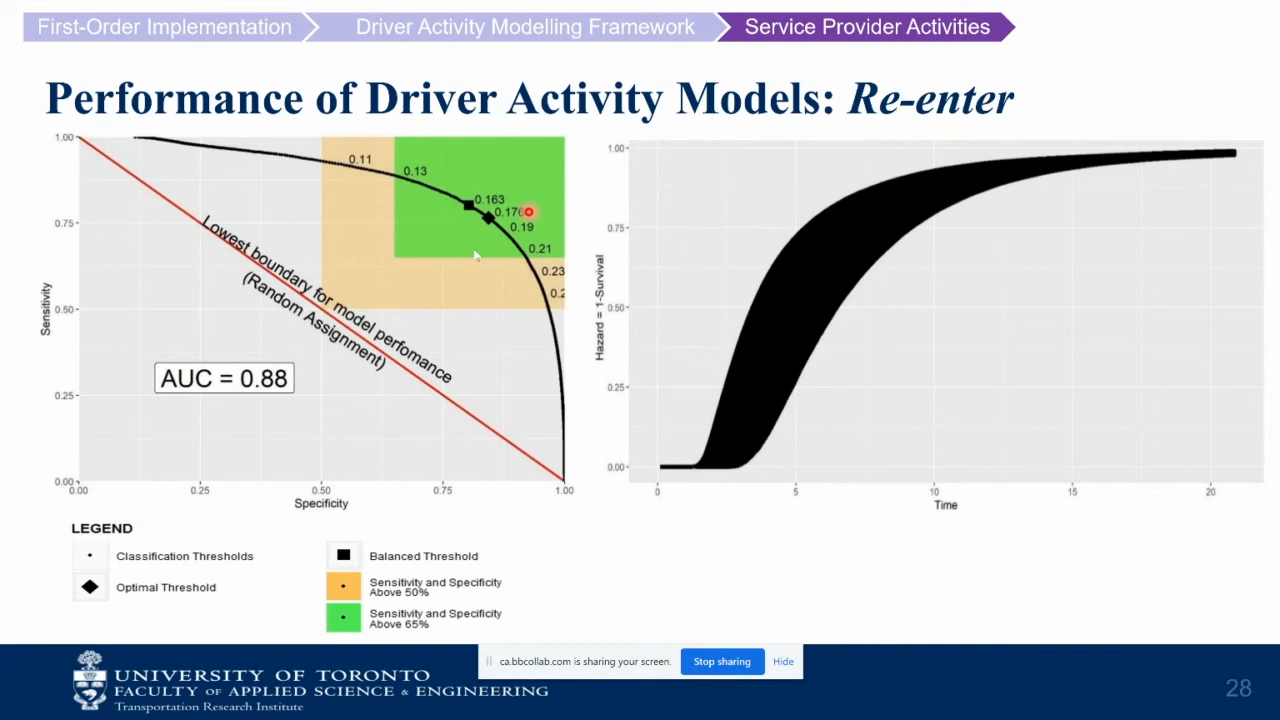 First-Order Implementation
Driver Activity Modelling Framework
Service Provider Activities
Performance of Driver Activity Models: Re-enter
1.00
0.75
0.50
0.25
0.00
Sensitivity
0.00
0.25
0.50
0.75
1.00
Specificity
0.11
0.13
0.163
0.176
0.19
0.21
0.23
0.2
Lowest boundary for model perfomance
(Random Assignment)
AUC = 0.88
1.00
0.75
0.50
0.25
0.00
Hazard = 1-Survival
0
5
10
15
20
Time
LEGEND
Classification Thresholds
Optimal Threshold
Balanced Threshold
Sensitivity and Specificity
Above 50%
Sensitivity and Specificity
Above 65%
UNIVERSITY OF TORONTO
FACULTY OF APPLIED SCIENCE & ENGINEERING
Transportation Research Institute
ca.bbcollab.com is sharing your screen.
Stop sharing
Hide
28